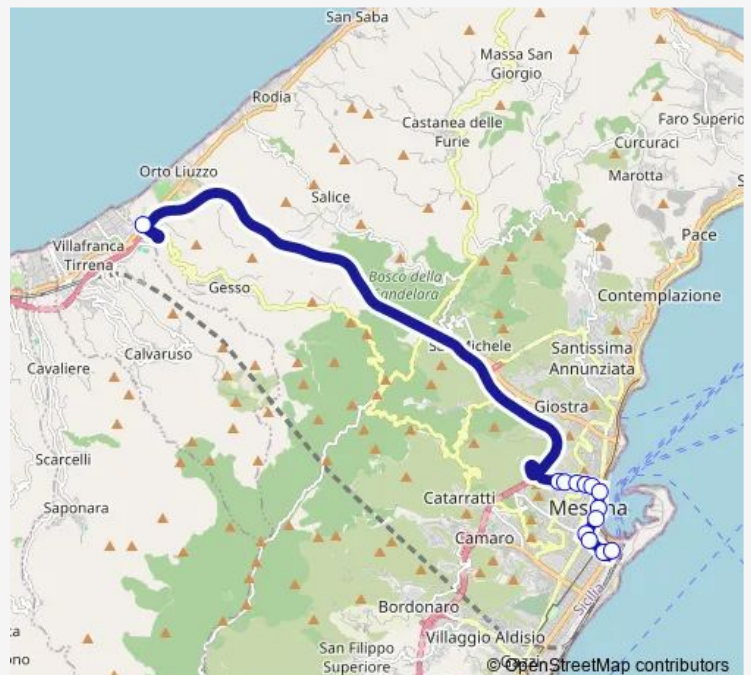 San Saba
Massa San
Giorgio
Rodia
Castanea delle
Furie
Faro Superio
Curcuraci
Orto Liuzzo
Marotta
Salice
Villafranca
Tirrena
Pace
Bosco della
Gesso
Contemplazione
Calvaruso
Michele
Santissima
Annunziata
Cavaliere
Giostra
Scarcelli
Catarratti
Saponara
Camaro
Sicilia
Bordonaro
Villaggio Aldisio
San Filippo
Superiore
© OpenStreetMap contributors